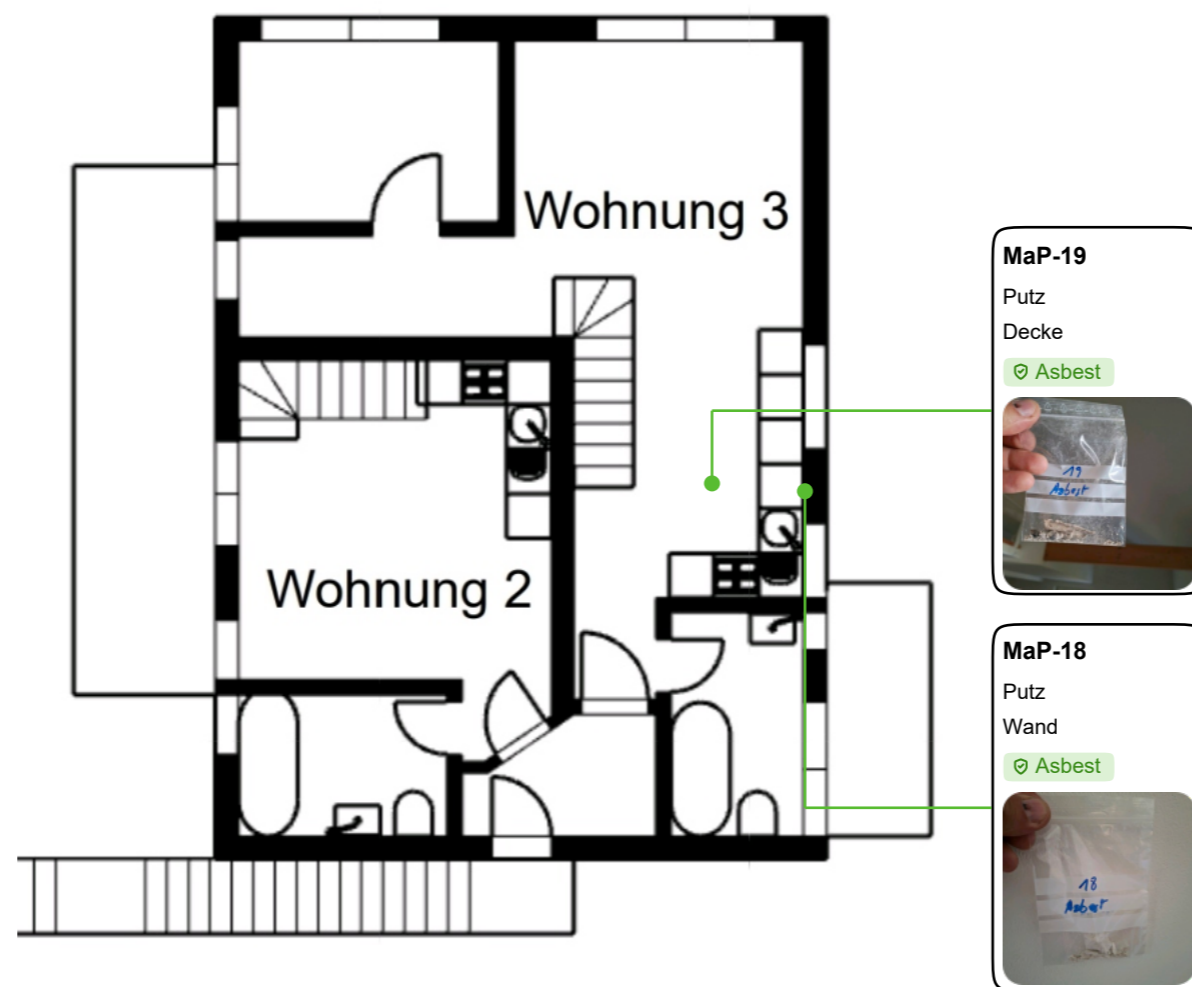 Wohnung 3
Wohnung 2
MaP-19
Putz
Decke
Asbest
19
Asbest
MaP-18
Putz
Wand
Asbest
18
Asbest